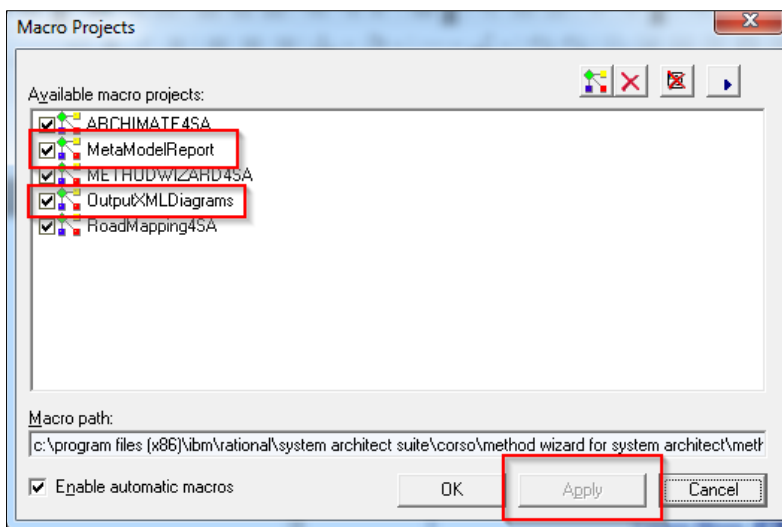 Macro Projects
Available macro projects:
ARCHIMATE4SA
MetaModelReport
METHODWIZARD4SA
OutputXMLDiagrams
RoadMapping4SA
Macro path:
c:\program files (x86)\ibm\rational\system architect suite\corso\method wizard for system architect\meth
Enable automatic macros
OK
Apply
Cancel